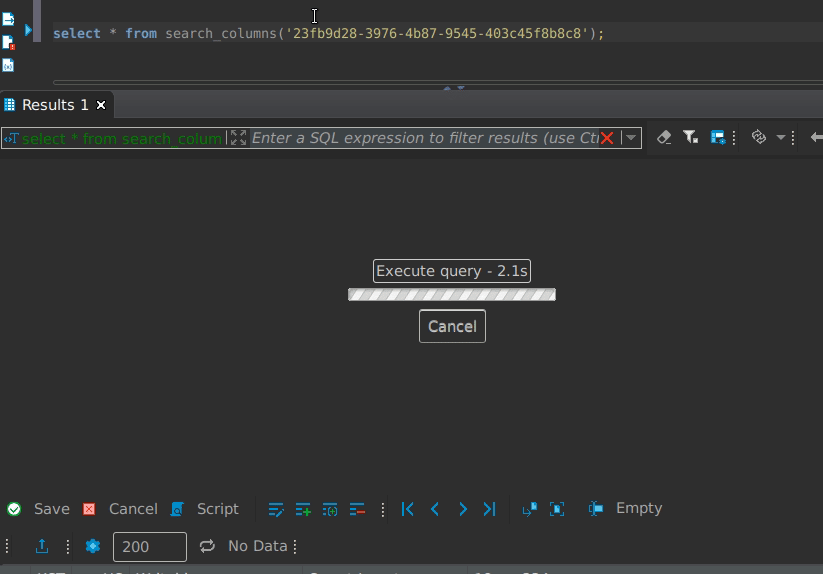 select * from search_columns('23fb9d28-3976-4b87-9545-403c45f8b8c8');
Results 1
select * from search_colum Enter a SQL expression to filter results (use Ct
Execute query - 2.1s
Cancel
Save Cancel Script Empty
200 No Data